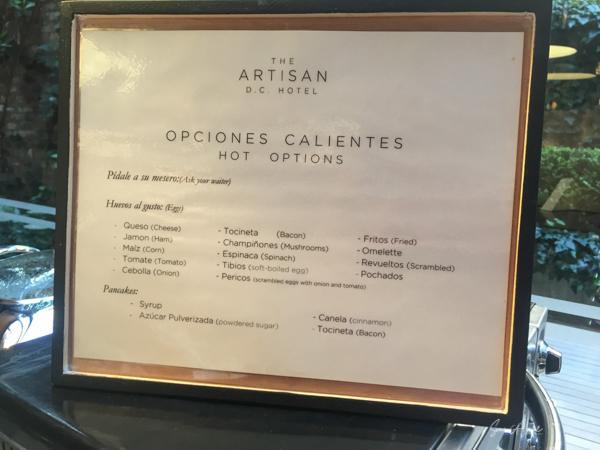 THE
ARTISAN
D.C. HOTEL
OPCIONES CALIENTES
HOT OPTIONS
Pídale a su mesero:(Ask your waiter)
Huevos al gusto: (Eggs)
· Queso (Cheese)
· Jamon (Ham)
· Maíz (Corn)
· Tomate (Tomato)
· Cebolla (Onion)
- Tocineta (Bacon)
- Champiñones (Mushrooms)
- Espinaca (Spinach)
- Tibios (soft-boiled egg)
- Pericos (scrambled eggs with onion and tomato)
- Fritos (Fried)
- Omelette
- Revueltos (Scrambled)
- Pochados
Pancakes:
- Syrup
- Azúcar Pulverizada (powdered sugar)
- Canela (cinnamon)
- Tocineta (Bacon)